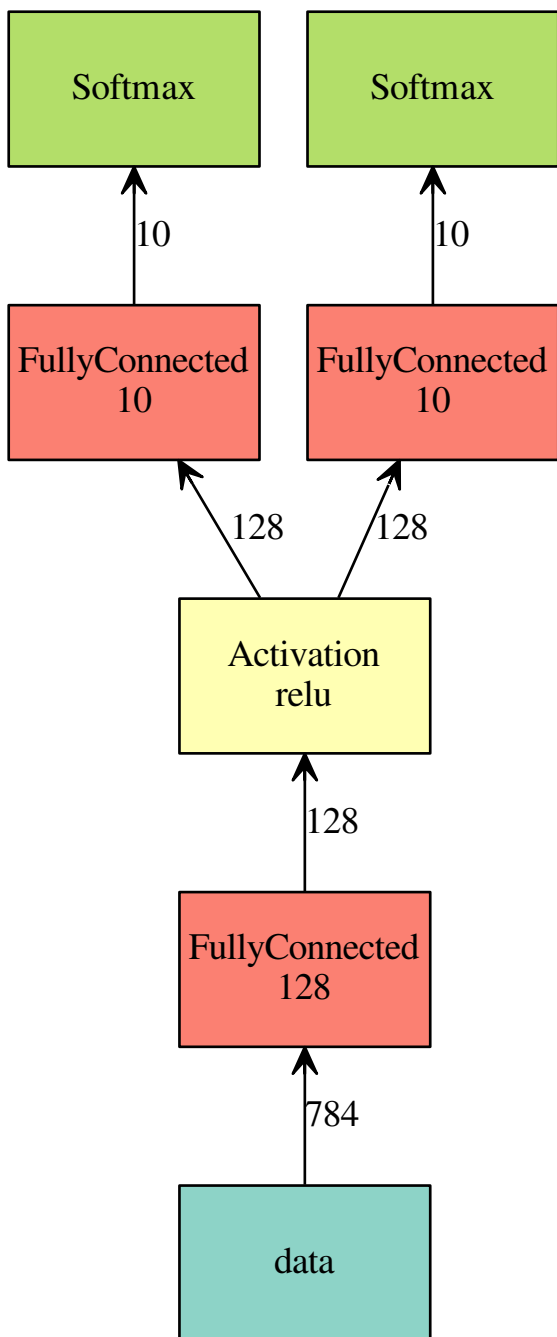 Softmax
Softmax
10
10
FullyConnected
10
FullyConnected
10
128
128
Activation
relu
128
FullyConnected
128
784
data